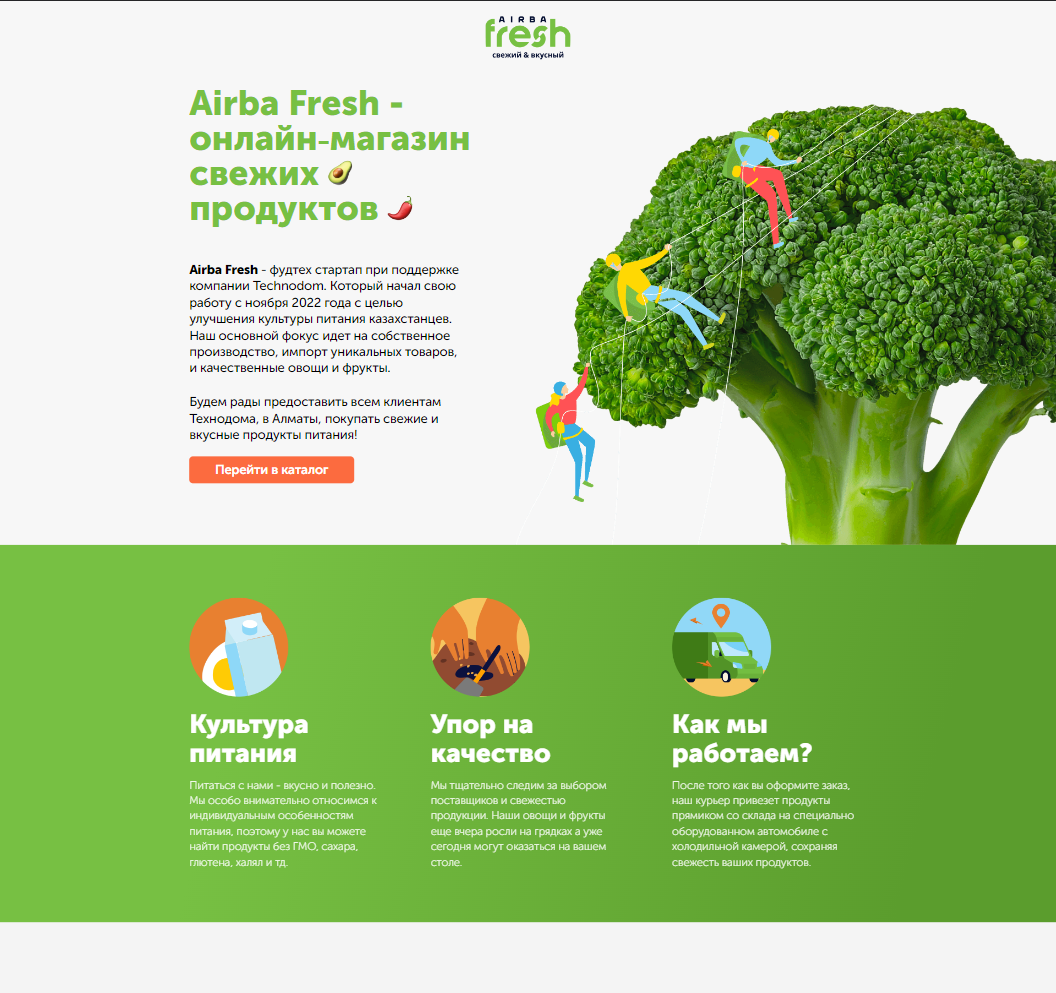 AIRBA
fresh
свежий & вкусный
Airba Fresh -
онлайн-магазин
свежих 🥑
продуктов 🌶️
Airba Fresh - фудтех стартап при поддержке
компании Technodom. Который начал свою
работу с ноября 2022 года с целью
улучшения культуры питания казахстанцев.
Наш основной фокус идет на собственное
производство, импорт уникальных товаров,
и качественные овощи и фрукты.
Будем рады предоставить всем клиентам
Технодома, в Алматы, покупать свежие и
вкусные продукты питания!
Перейти в каталог
Культура
питания
Питаться с нами - вкусно и полезно.
Мы особо внимательно относимся к
индивидуальным особенностям
питания, поэтому у нас вы можете
найти продукты без ГМО, сахара,
глютена, халял и тд.
Упор на
качество
Мы тщательно следим за выбором
поставщиков и свежестью
продукции. Наши овощи и фрукты
еще вчера росли на грядках а уже
сегодня могут оказаться на вашем
столе.
Как мы
работаем?
После того как вы оформите заказ,
наш курьер привезет продукты
прямиком со склада на специально
оборудованном автомобиле с
холодильной камерой, сохраняя
свежесть ваших продуктов.